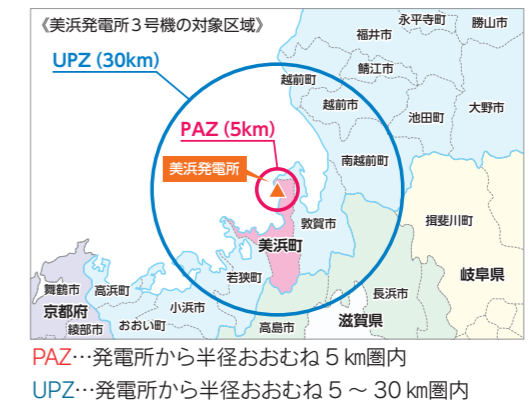 《美浜発電所3号機の対象区域》
永平寺町
勝山市
福井市
UPZ (30km)
鯖江市
越前町
大野市
越前市
池田町
PAZ (5km)
南越前町
美浜発電所
敦賀市
揖斐川町
美浜町
岐阜県
若狭町
舞鶴市
高浜町
長浜市
京都府
小浜市
滋賀県
綾部市
おおい町
高島市
PAZ…発電所から半径おおむね 5 ㎞圏内
UPZ…発電所から半径おおむね 5 ～ 30 ㎞圏内